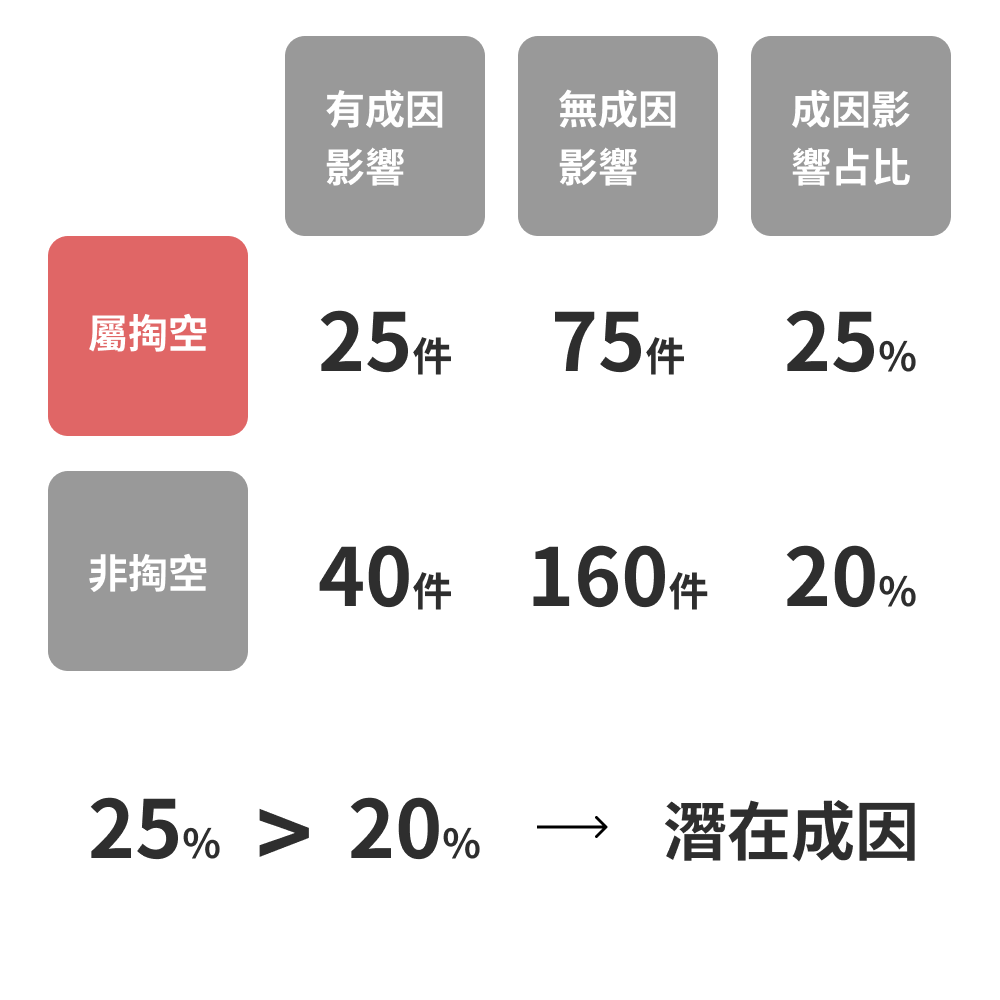 有成因
影響
無成因
影響
成因影
響占比
屬掏空
25件
75件
25%
非掏空
40件
160件
20%
25% > 20% → 潛在成因